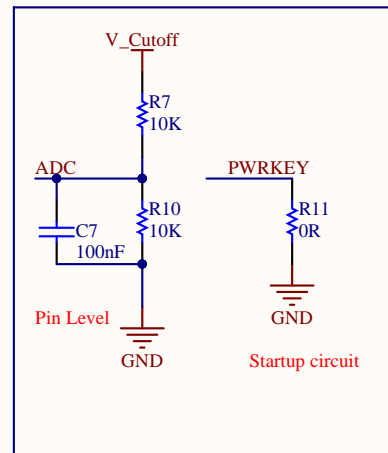 V_Cutoff
R7
10K
ADC
PWRKEY
R10
10K
R11
0R
C7
100nF
GND
Pin Level
GND
Startup circuit